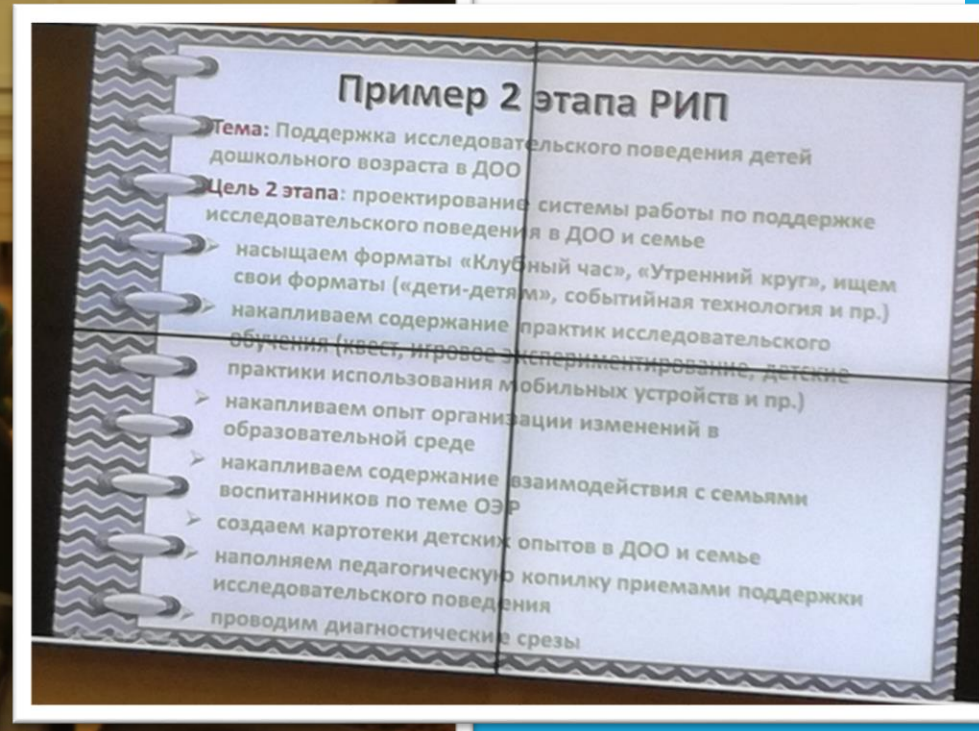 Пример 2 этапа РИП
Тема: Поддержка исследовательского поведения детей
дошкольного возраста в ДОО
Цель 2 этапа: проектирование системы работы по поддержке
исследовательского поведения в ДОО и семье
насыщаем форматы «Клубный час», «Утренний круг», ищем
свои форматы («дети-детям», событийная технология и пр.)
накапливаем содержание практик исследовательского
обучения (квест, игровое экспериментирование, детские
практики использования мобильных устройств и пр.)
накапливаем опыт организации изменений в
образовательной среде
накапливаем содержание взаимодействия с семьями
воспитанников по теме ОЭР
создаем картотеки детских опытов в ДОО и семье
наполняем педагогическую копилку приемами поддержки
исследовательского поведения
проводим диагностические срезы